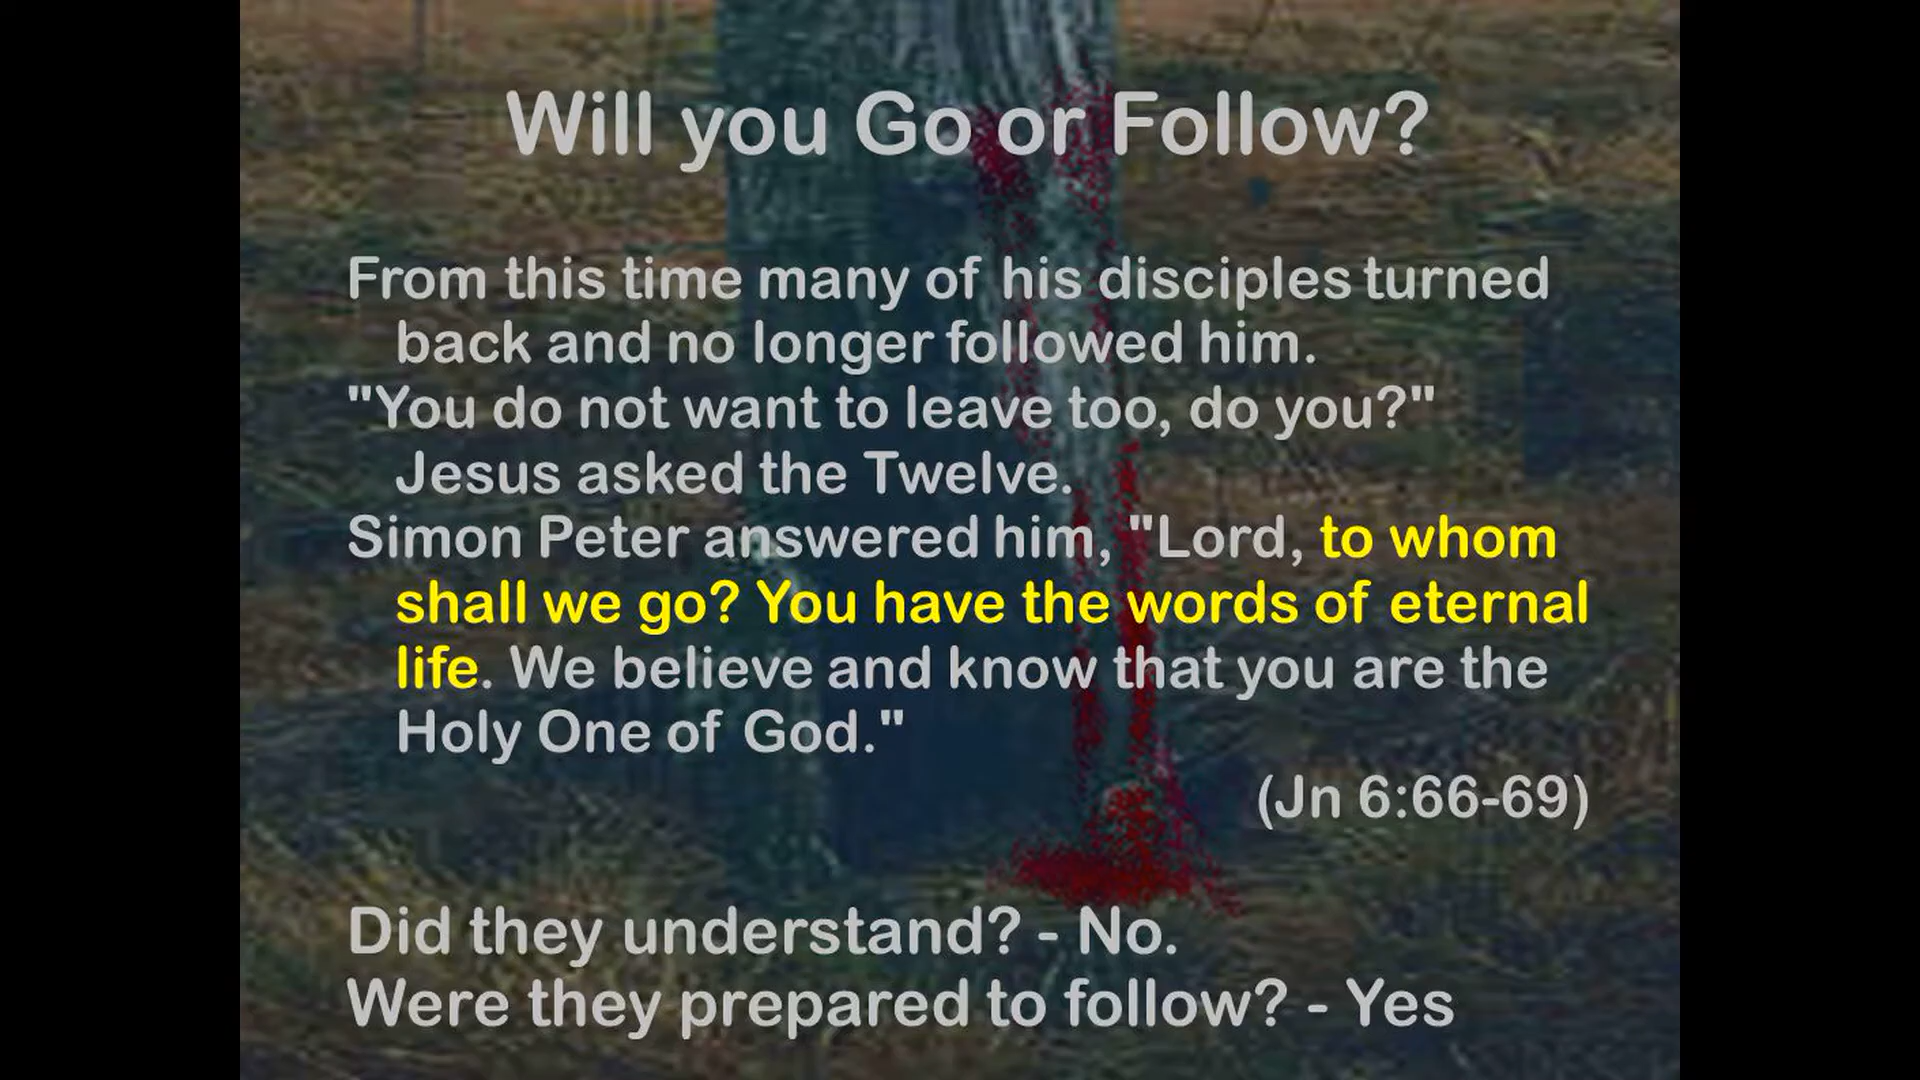 Will you Go or Follow?
From this time many of his disciples turned
back and no longer followed him.
"You do not want to leave too, do you?"
Jesus asked the Twelve.
Simon Peter answered him, "Lord, to whom
shall we go? You have the words of eternal
life. We believe and know that you are the
Holy One of God."
(Jn 6:66-69)
Did they understand? - No.
Were they prepared to follow? - Yes